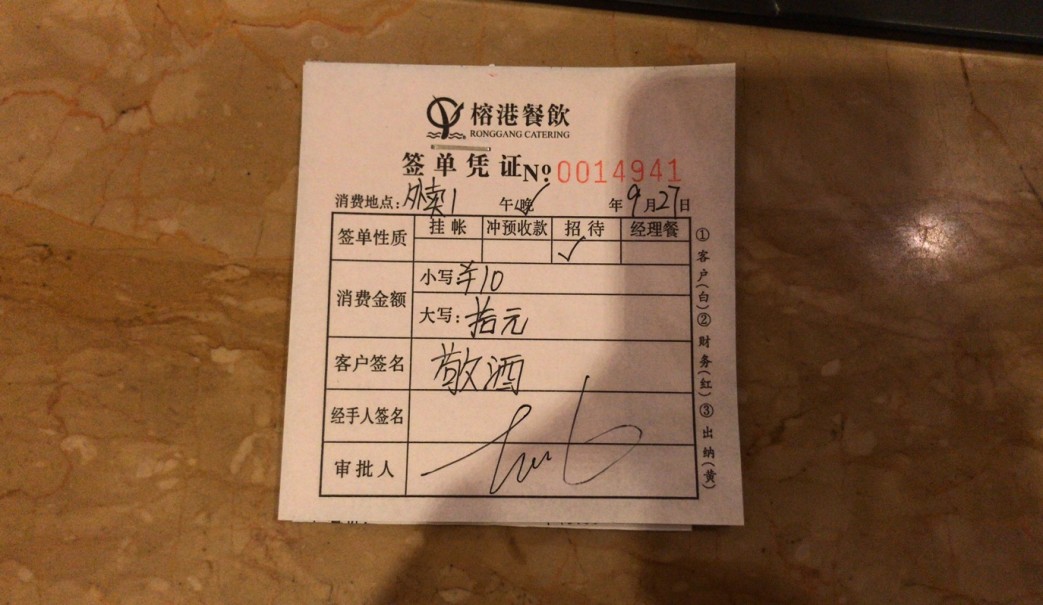 榕港餐飲
RONGGANG CATERING
签单凭证№ 0014941
消费地点：外卖1 午/晚✓ 年9月27日
签单性质 挂帐 冲预收款 招待 经理餐
✓
消费金额 小写¥10
大写：拾元
客户签名 敬酒
经手人签名
审批人
①客户(白)②财务(红)③出纳(黄)